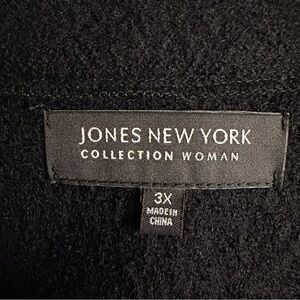 JONES NEW YORK
COLLECTION WOMAN
3X
MADE IN
CHINA